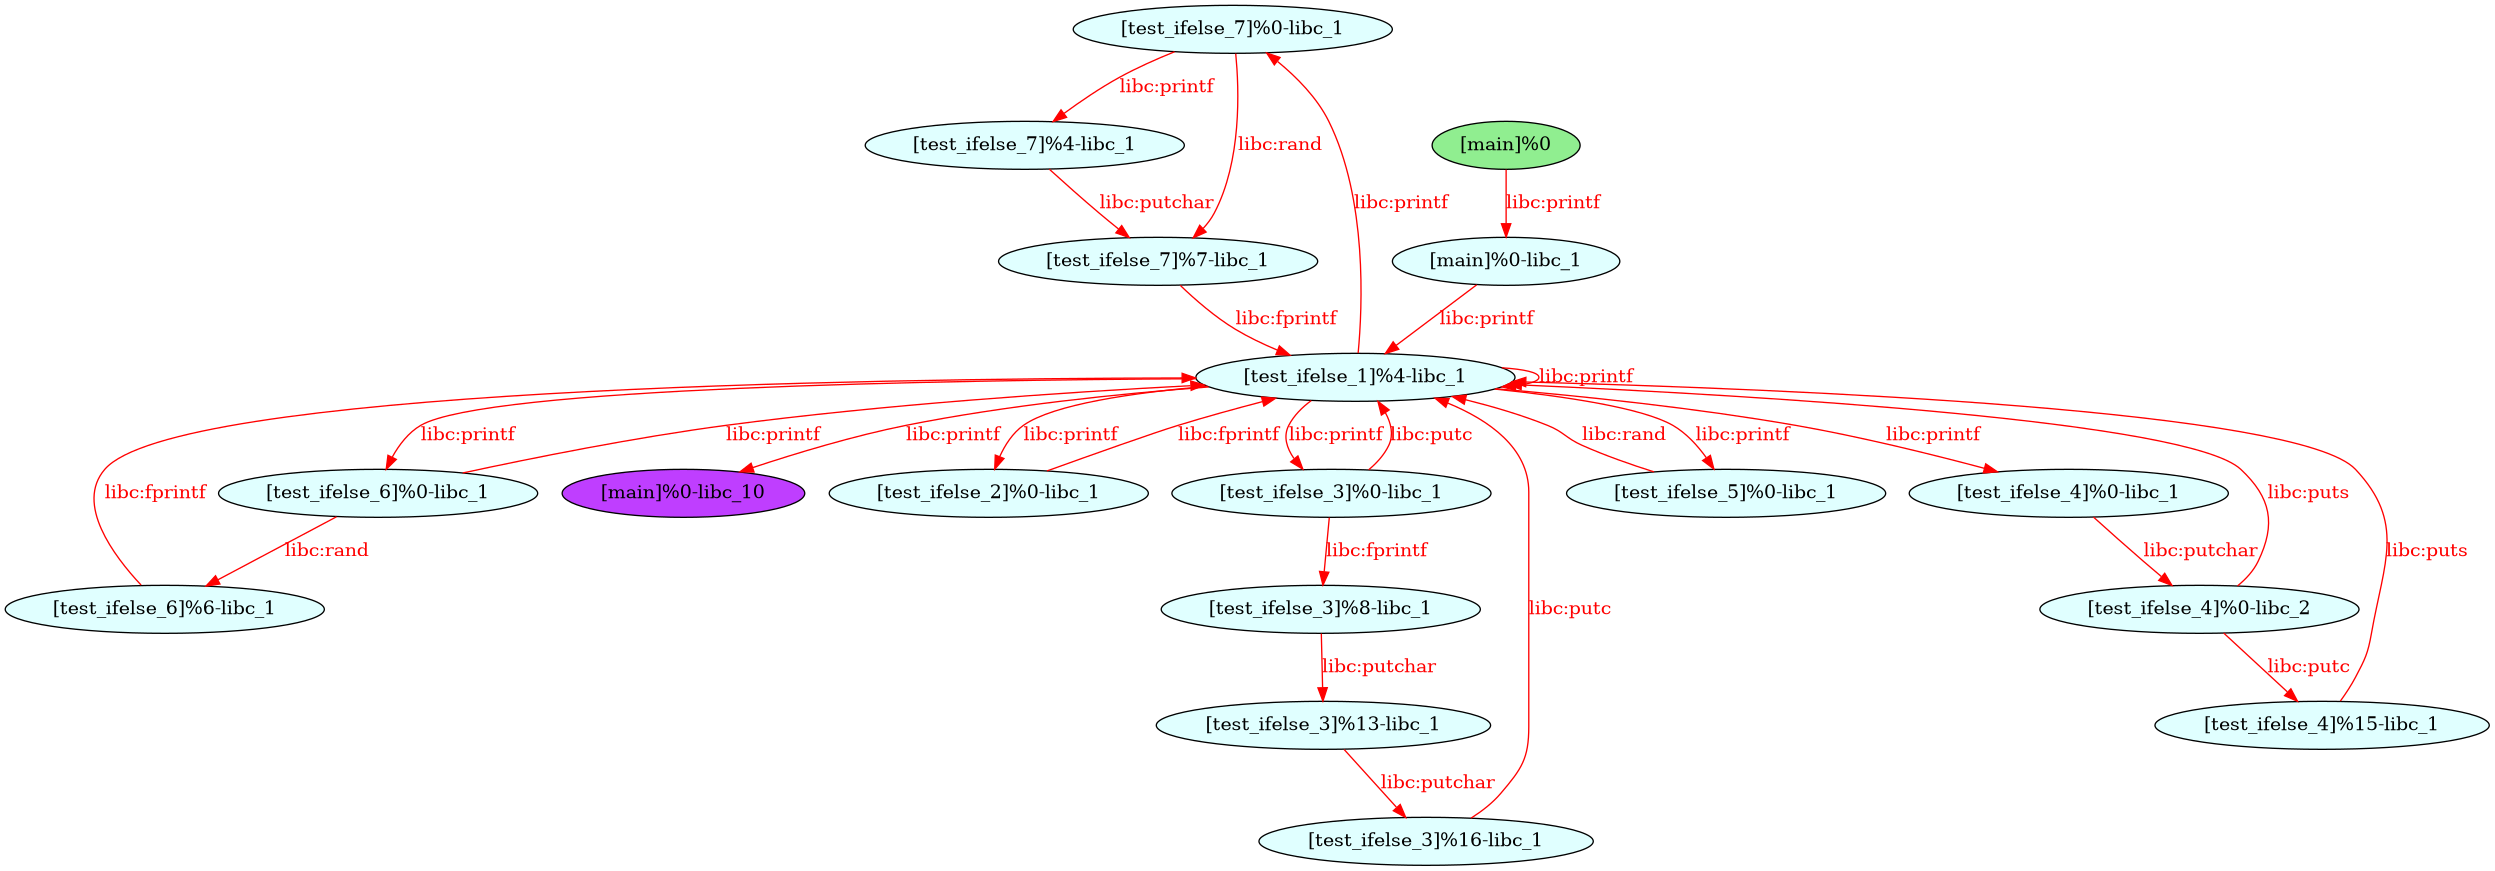 [test_ifelse_7]%0-libc_1
libc:printf
[test_ifelse_7]%4-libc_1
libc:rand
[main]%0
libc:putchar
libc:printf
libc:printf
[test_ifelse_7]%7-libc_1
[main]%0-libc_1
libc:fprintf
libc:printf
[test_ifelse_1]%4-libc_1
libc:printf
libc:printf
libc:printf
libc:printf
libc:printf
libc:fprintf
libc:printf
libc:putc
libc:rand
libc:printf
libc:printf
libc:fprintf
[test_ifelse_6]%0-libc_1
[main]%0-libc_10
[test_ifelse_2]%0-libc_1
[test_ifelse_3]%0-libc_1
[test_ifelse_5]%0-libc_1
[test_ifelse_4]%0-libc_1
libc:puts
libc:rand
libc:fprintf
libc:putchar
libc:puts
[test_ifelse_6]%6-libc_1
[test_ifelse_3]%8-libc_1
libc:putc
[test_ifelse_4]%0-libc_2
libc:putchar
libc:putc
[test_ifelse_3]%13-libc_1
[test_ifelse_4]%15-libc_1
libc:putchar
[test_ifelse_3]%16-libc_1